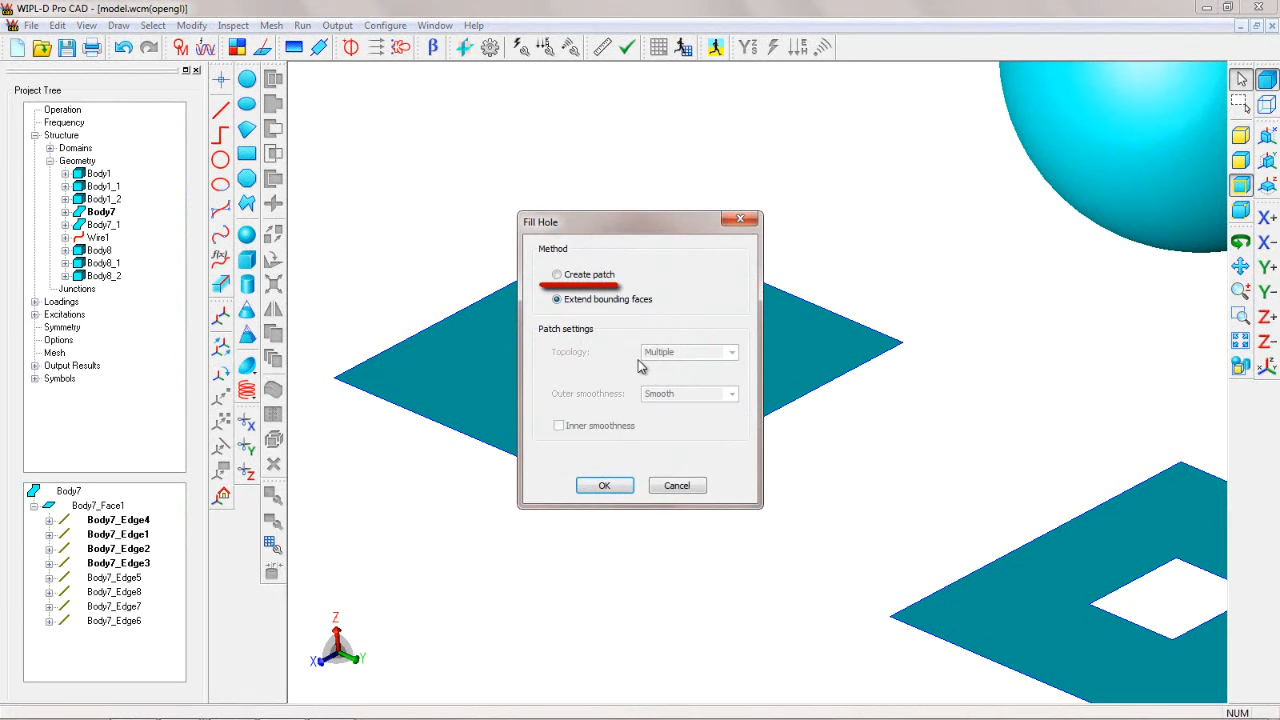 WIPL-D Pro CAD - [model.wcm(opengl)]
File Edit View Draw Select Modify Inspect Mesh Run Output Configure Window Help
Project Tree
Operation
Frequency
Structure
Domains
Geometry
Body1
Body1_1
Body1_2
Body7
Body7_1
Wire1
Body8
Body8_1
Body8_2
Junctions
Loadings
Excitations
Symmetry
Options
Mesh
Output Results
Symbols
Body7
Body7_Face1
Body7_Edge4
Body7_Edge1
Body7_Edge2
Body7_Edge3
Body7_Edge5
Body7_Edge8
Body7_Edge7
Body7_Edge6
Fill Hole
Method
Create patch
Extend bounding faces
Patch settings
Topology: Multiple
Outer smoothness: Smooth
Inner smoothness
OK Cancel
X
Y
Z
f(x)
Z
X Y
X+
X-
Y+
Y-
Z+
Z-
NUM